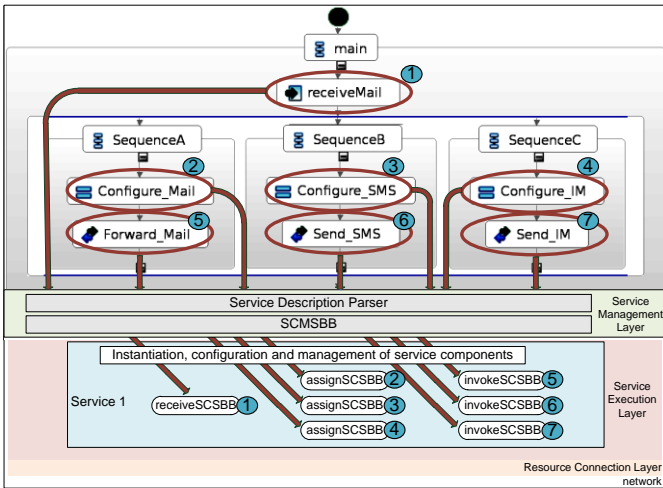 main
receiveMail
1
SequenceA
SequenceB
SequenceC
2
3
4
Configure_Mail
Configure_SMS
Configure_IM
5
6
7
Forward_Mail
Send_SMS
Send_IM
Service Description Parser
SCMSBB
Service
Management
Layer
Instantiation, configuration and management of service components
Service 1
receiveSCSBB 1
assignSCSBB 2
assignSCSBB 3
assignSCSBB 4
invokeSCSBB 5
invokeSCSBB 6
invokeSCSBB 7
Service
Execution
Layer
Resource Connection Layer
network